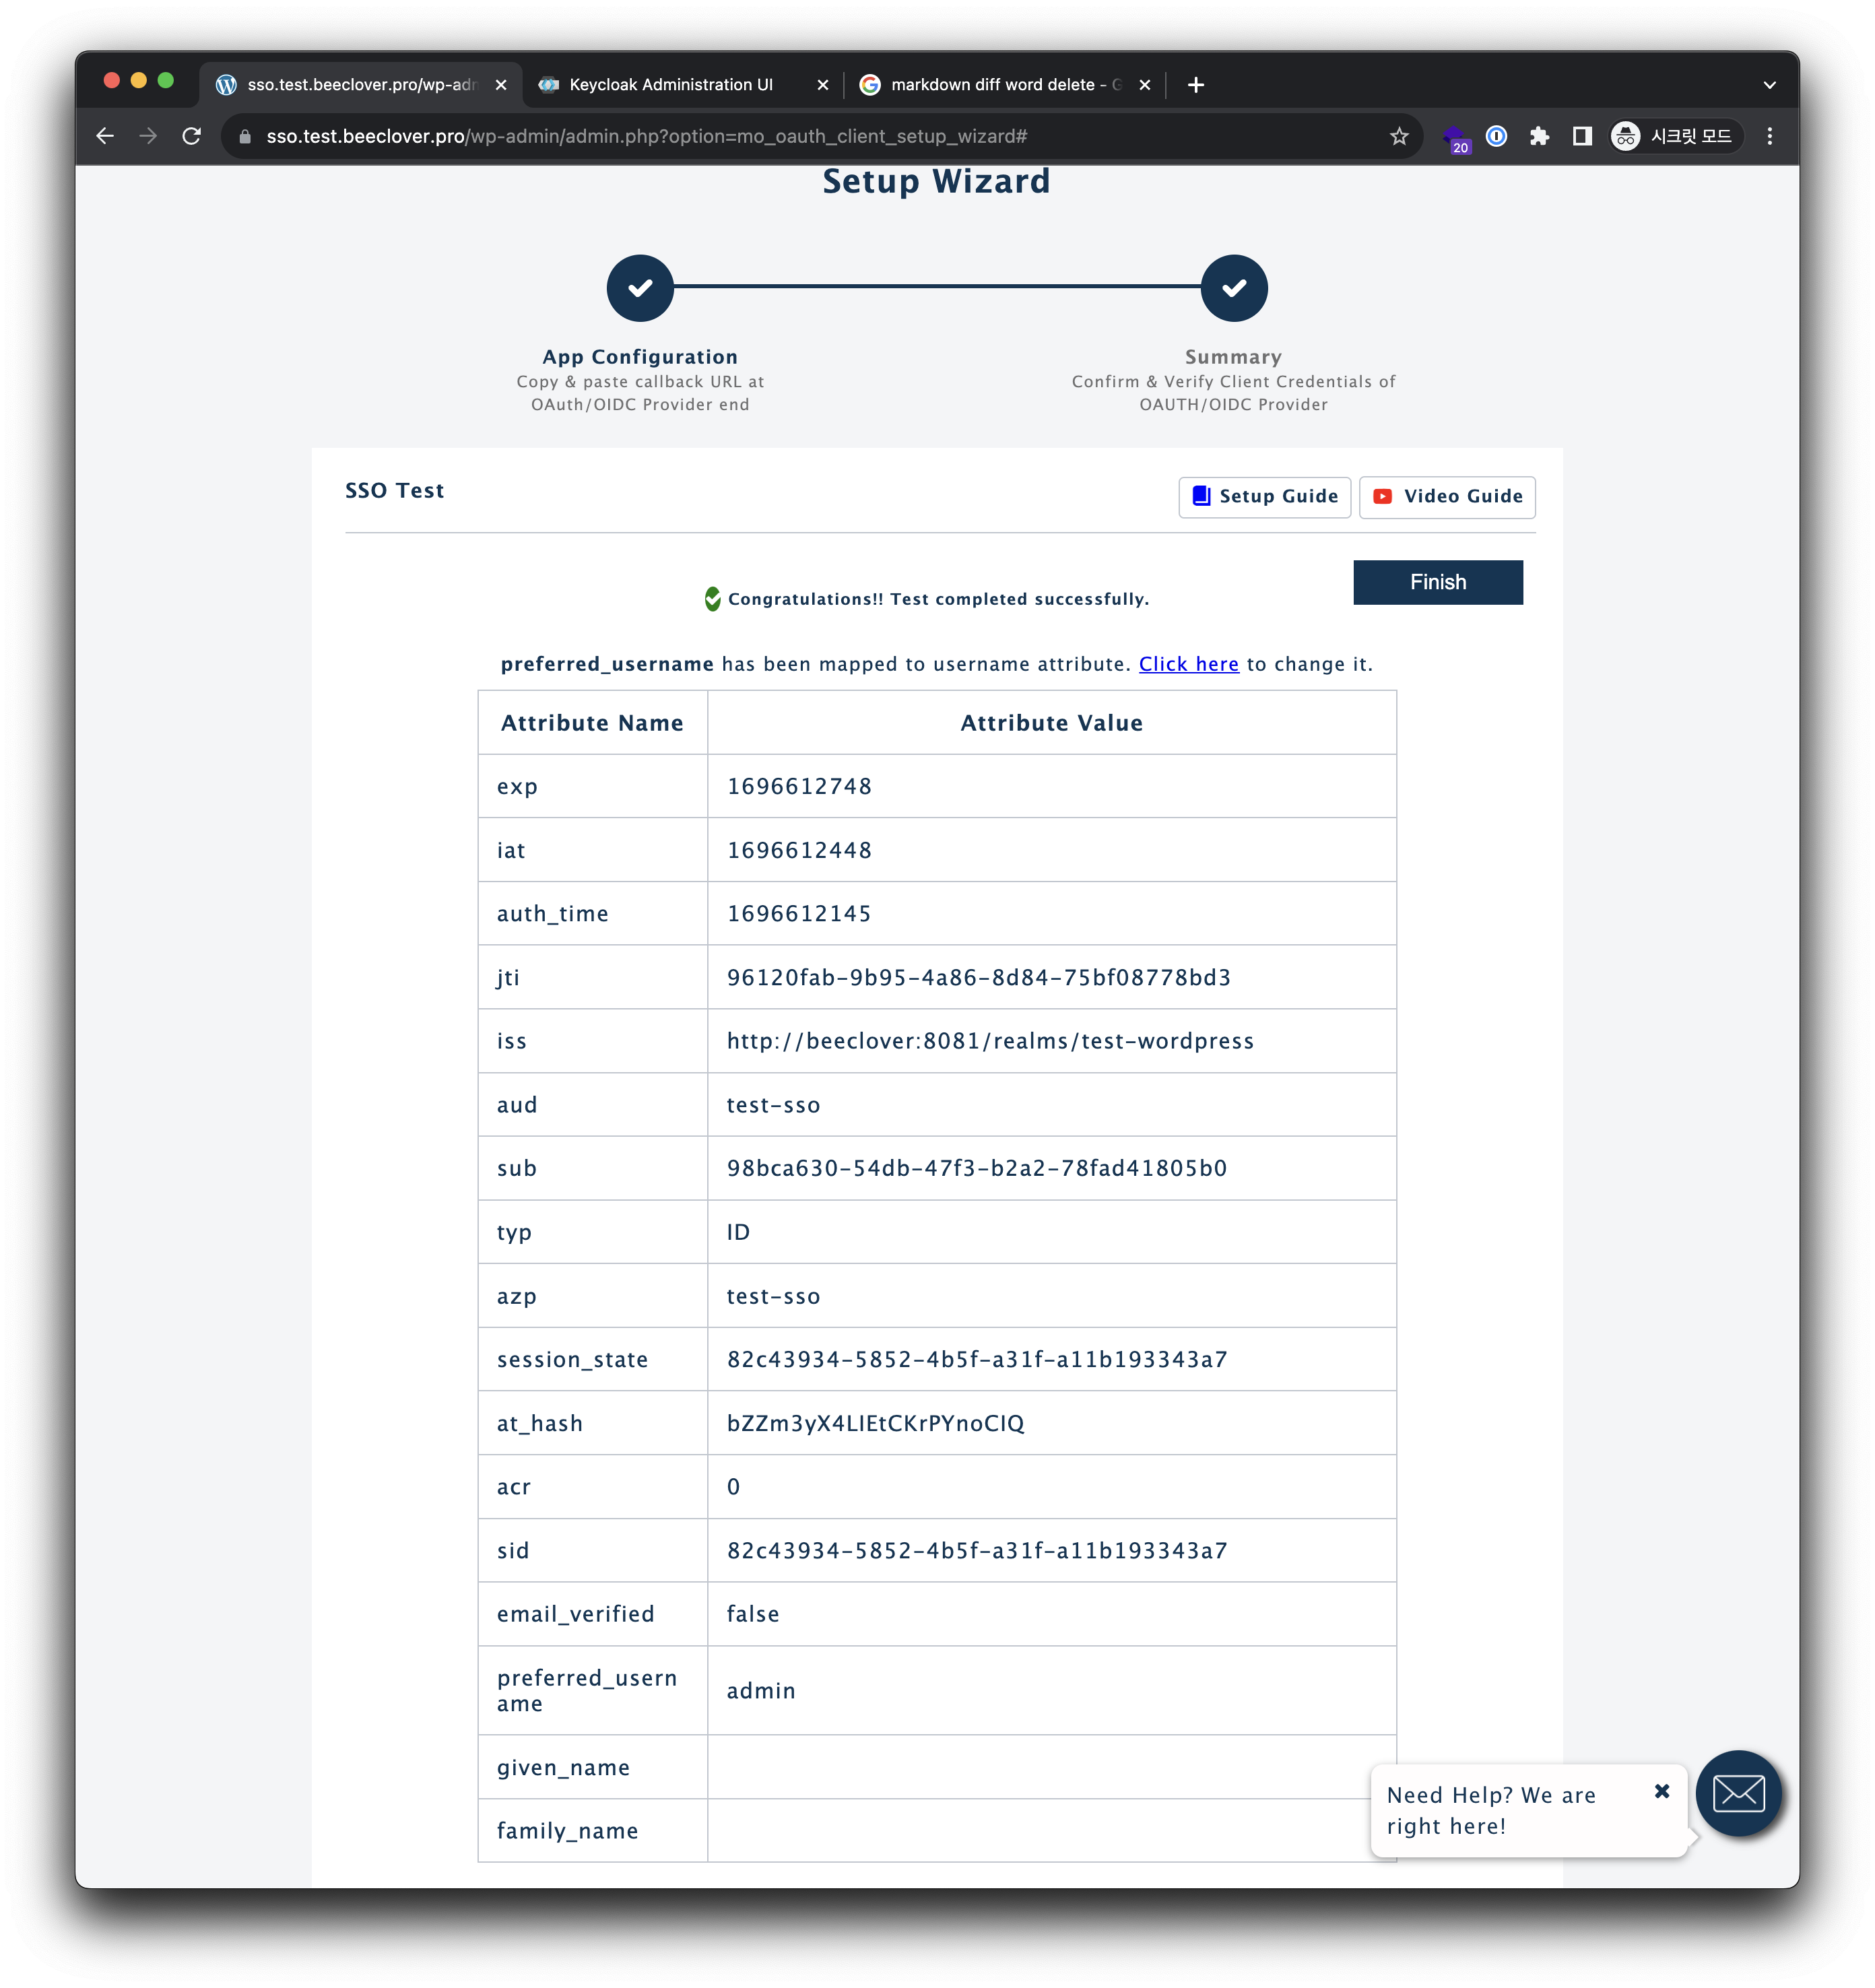 sso.test.beeclover.pro/wp-adm
Keycloak Administration UI
markdown diff word delete - G
sso.test.beeclover.pro/wp-admin/admin.php?option=mo_oauth_client_setup_wizard#
20
시크릿 모드
Setup Wizard
App Configuration
Copy & paste callback URL at
OAuth/OIDC Provider end
Summary
Confirm & Verify Client Credentials of
OAUTH/OIDC Provider
SSO Test
Setup Guide
Video Guide
Finish
Congratulations!! Test completed successfully.
preferred_username has been mapped to username attribute. Click here to change it.
Attribute Name Attribute Value
exp 1696612748
iat 1696612448
auth_time 1696612145
jti 96120fab-9b95-4a86-8d84-75bf08778bd3
iss http://beeclover:8081/realms/test-wordpress
aud test-sso
sub 98bca630-54db-47f3-b2a2-78fad41805b0
typ ID
azp test-sso
session_state 82c43934-5852-4b5f-a31f-a11b193343a7
at_hash bZZm3yX4LIEtCKrPYnoCIQ
acr 0
sid 82c43934-5852-4b5f-a31f-a11b193343a7
email_verified false
preferred_usern
ame admin
given_name
family_name
Need Help? We are
right here!